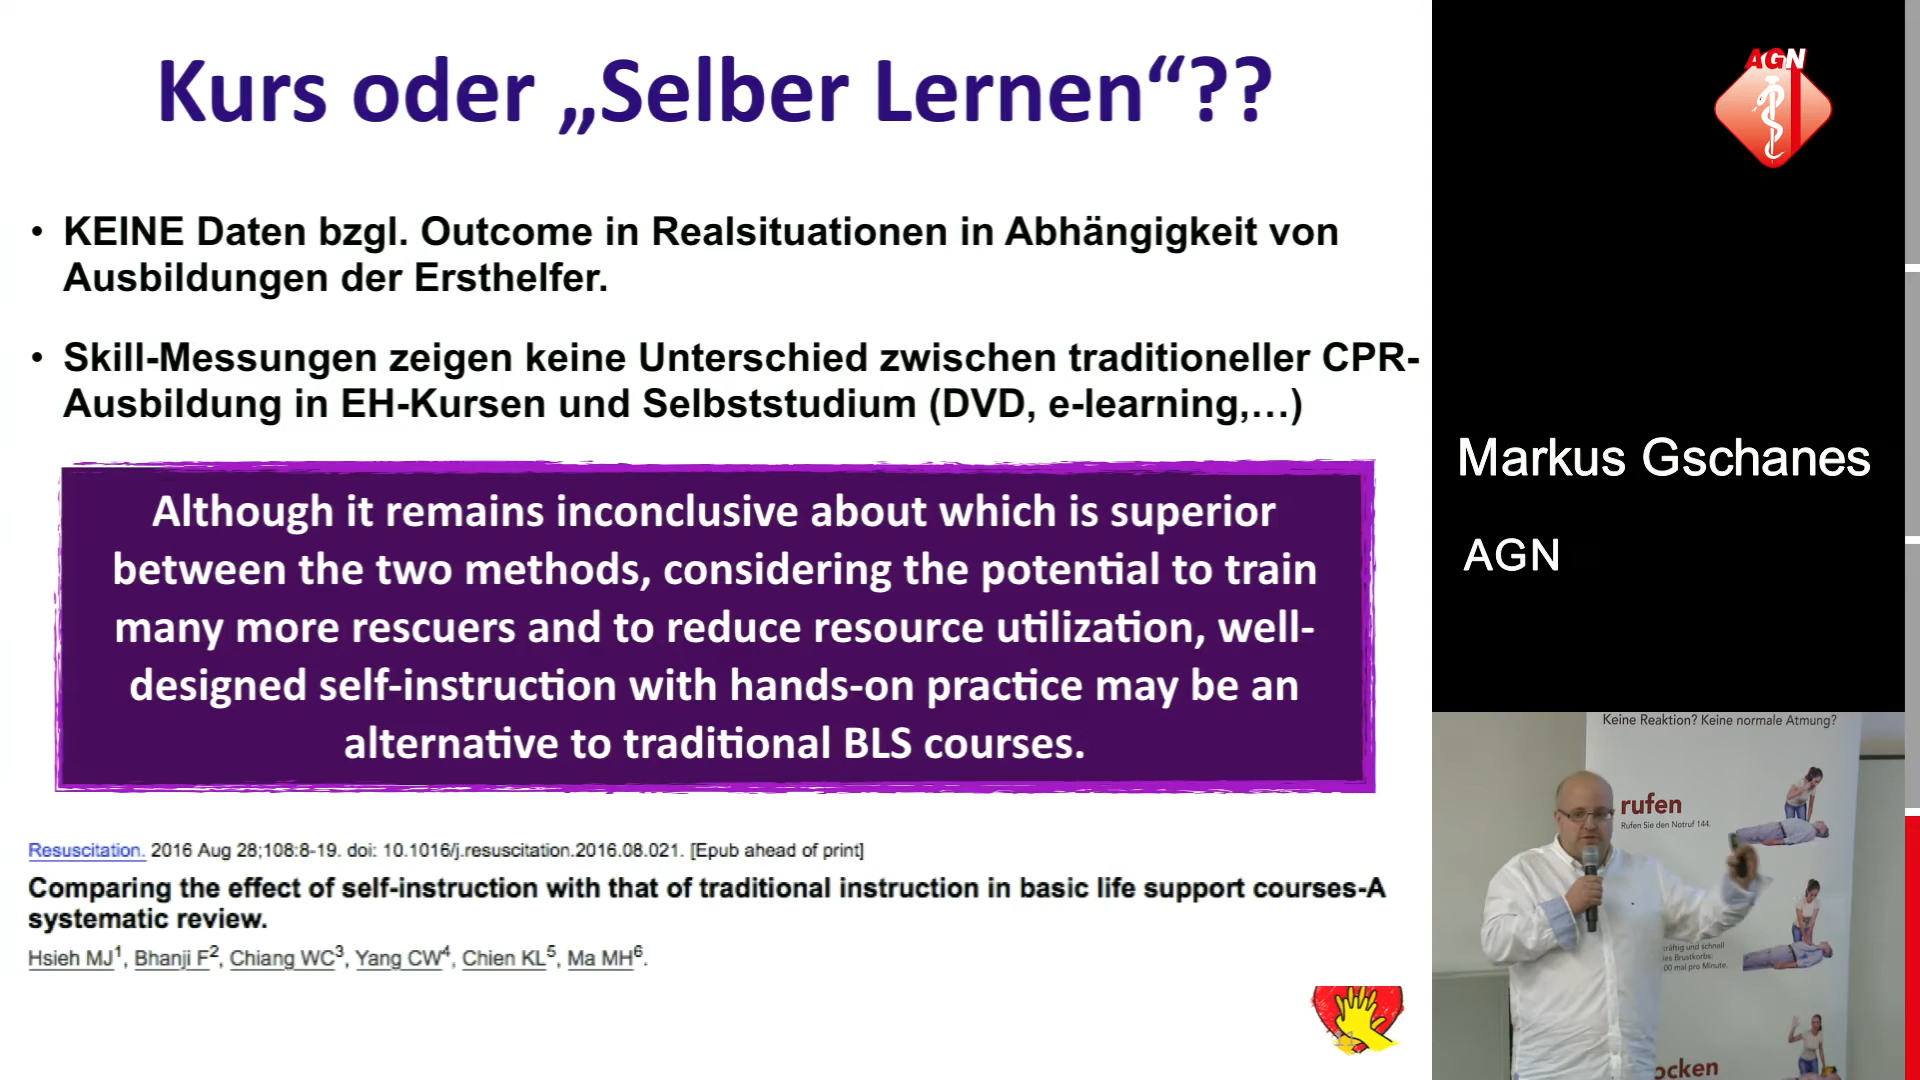 Kurs oder „Selber Lernen“??
• KEINE Daten bzgl. Outcome in Realsituationen in Abhängigkeit von
Ausbildungen der Ersthelfer.
• Skill-Messungen zeigen keine Unterschied zwischen traditioneller CPR-
Ausbildung in EH-Kursen und Selbststudium (DVD, e-learning,…)
Although it remains inconclusive about which is superior
between the two methods, considering the potential to train
many more rescuers and to reduce resource utilization, well-
designed self-instruction with hands-on practice may be an
alternative to traditional BLS courses.
Resuscitation. 2016 Aug 28;108:8-19. doi: 10.1016/j.resuscitation.2016.08.021. [Epub ahead of print]
Comparing the effect of self-instruction with that of traditional instruction in basic life support courses-A
systematic review.
Hsieh MJ1, Bhanji F2, Chiang WC3, Yang CW4, Chien KL5, Ma MH6.
AGN
Markus Gschanes
AGN
Keine Reaktion? Keine normale Atmung?
rufen
Rufen Sie den Notruf 144.
und schnell
Brustkorbs:
mal pro Minute.